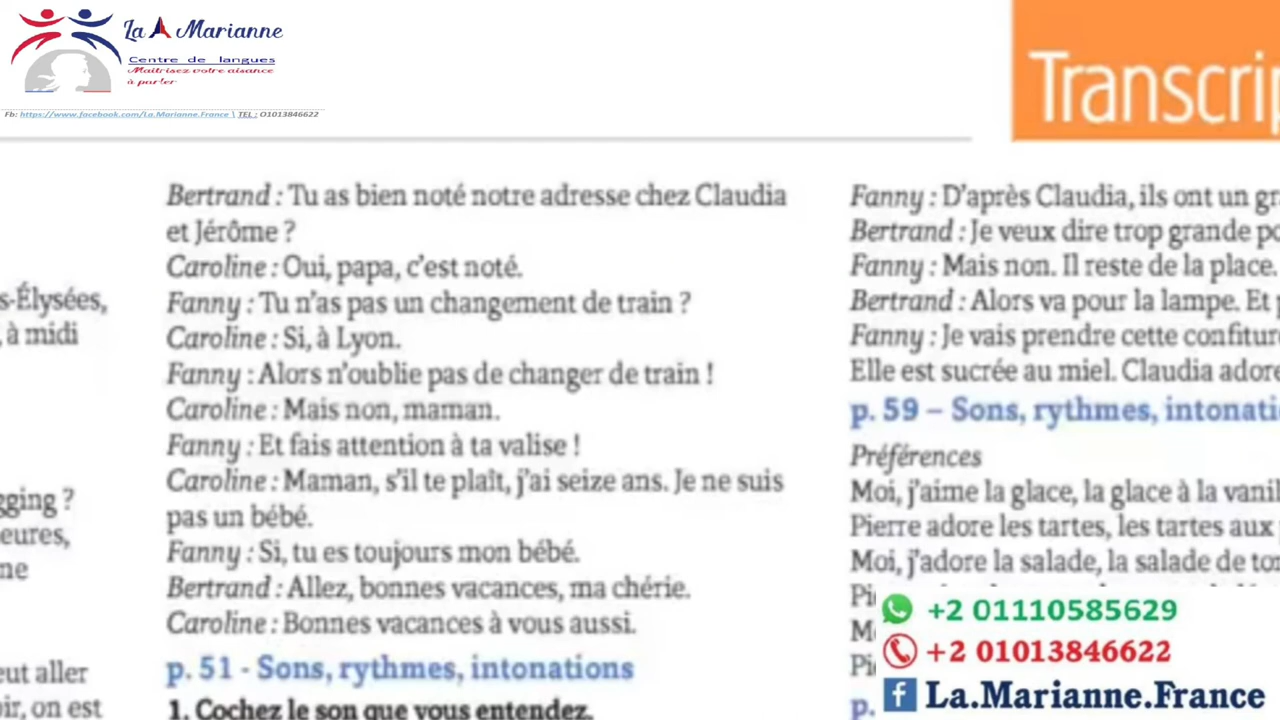 La Marianne
Centre de langues
Maîtrisez votre aisance
à parler
Fb: https://www.facebook.com/La.Marianne.France \ TEL : O1013846622
Transcrip
s-Élysées,
, à midi
gging ?
eures,
ne
eut aller
oir, on est
Bertrand : Tu as bien noté notre adresse chez Claudia
et Jérôme ?
Caroline : Oui, papa, c'est noté.
Fanny : Tu n'as pas un changement de train ?
Caroline : Si, à Lyon.
Fanny : Alors n'oublie pas de changer de train !
Caroline : Mais non, maman.
Fanny : Et fais attention à ta valise !
Caroline : Maman, s'il te plaît, j'ai seize ans. Je ne suis
pas un bébé.
Fanny : Si, tu es toujours mon bébé.
Bertrand : Allez, bonnes vacances, ma chérie.
Caroline : Bonnes vacances à vous aussi.
p. 51 - Sons, rythmes, intonations
1. Cochez le son que vous entendez.
Fanny : D'après Claudia, ils ont un gr
Bertrand : Je veux dire trop grande po
Fanny : Mais non. Il reste de la place.
Bertrand : Alors va pour la lampe. Et p
Fanny : Je vais prendre cette confiture
Elle est sucrée au miel. Claudia adore
p. 59 – Sons, rythmes, intonati
Préférences
Moi, j'aime la glace, la glace à la vanil
Pierre adore les tartes, les tartes aux
Moi, j'adore la salade, la salade de to
Pi
M
Pi
p.
+2 01110585629
+2 01013846622
La.Marianne.France